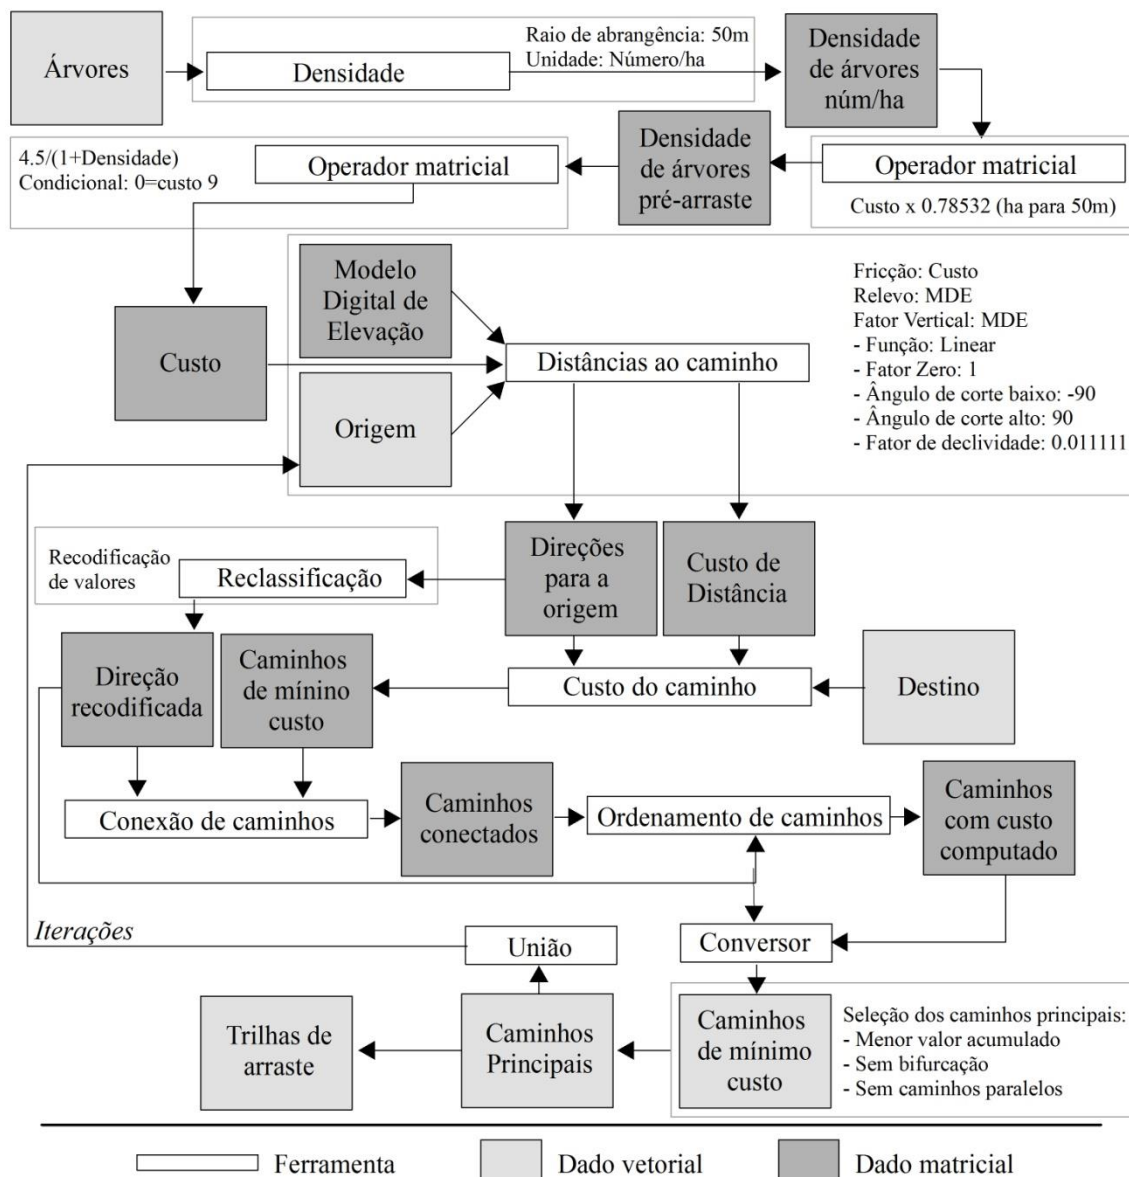 Árvores
Densidade
Raio de abrangência: 50m
Unidade: Número/ha
Densidade
de árvores
núm/ha
4.5/(1+Densidade)
Condicional: 0=custo 9
Operador matricial
Densidade
de árvores
pré-arraste
Operador matricial
Custo x 0.78532 (ha para 50m)
Custo
Modelo
Digital de
Elevação
Origem
Distâncias ao caminho
Fricção: Custo
Relevo: MDE
Fator Vertical: MDE
- Função: Linear
- Fator Zero: 1
- Ângulo de corte baixo: -90
- Ângulo de corte alto: 90
- Fator de declividade: 0.011111
Recodificação
de valores
Reclassificação
Direções
para a
origem
Custo de
Distância
Direção
recodificada
Caminhos
de mínino
custo
Custo do caminho
Destino
Conexão de caminhos
Caminhos
conectados
Ordenamento de caminhos
Caminhos
com custo
computado
Iterações
União
Conversor
Trilhas de
arraste
Caminhos
Principais
Caminhos
de mínimo
custo
Seleção dos caminhos principais:
- Menor valor acumulado
- Sem bifurcação
- Sem caminhos paralelos
Ferramenta
Dado vetorial
Dado matricial